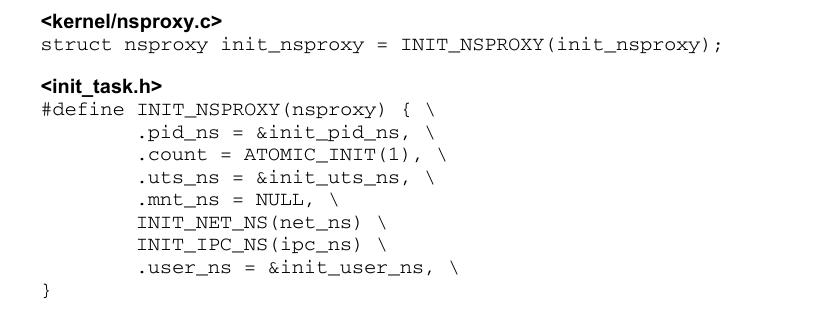 <kernel/nsproxy.c>
struct nsproxy init_nsproxy = INIT_NSPROXY(init_nsproxy);
<init_task.h>
#define INIT_NSPROXY(nsproxy) { \
.pid_ns = &init_pid_ns, \
.count = ATOMIC_INIT(1), \
.uts_ns = &init_uts_ns, \
.mnt_ns = NULL, \
INIT_NET_NS(net_ns) \
INIT_IPC_NS(ipc_ns) \
.user_ns = &init_user_ns, \
}